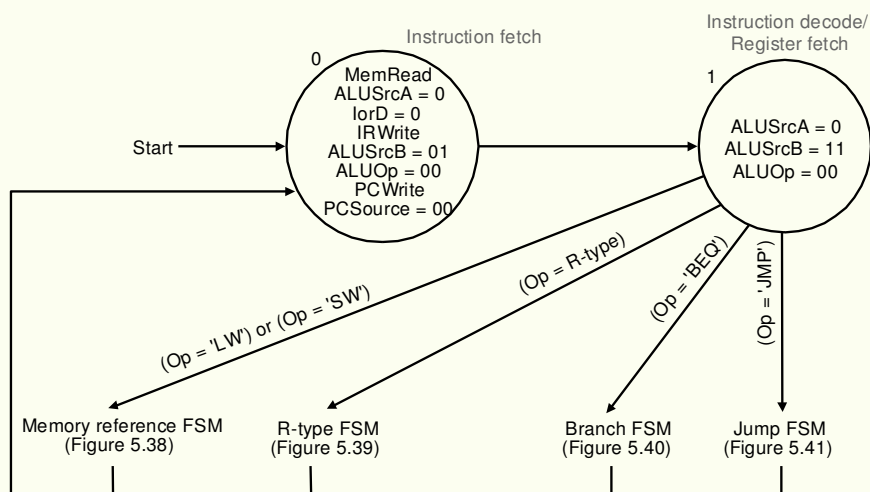 Instruction fetch
Instruction decode/
Register fetch
0
MemRead
ALUSrcA = 0
IorD = 0
IRWrite
ALUSrcB = 01
ALUOp = 00
PCWrite
PCSource = 00
1
ALUSrcA = 0
ALUSrcB = 11
ALUOp = 00
Start
(Op = 'LW') or (Op = 'SW')
(Op = R-type)
(Op = 'BEQ')
(Op = 'JMP')
Memory reference FSM
(Figure 5.38)
R-type FSM
(Figure 5.39)
Branch FSM
(Figure 5.40)
Jump FSM
(Figure 5.41)